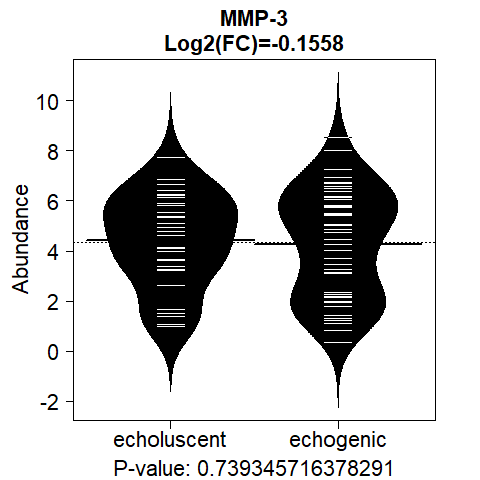 MMP-3
Log2(FC)=-0.1558
Abundance
10
8
6
4
2
0
-2
echoluscent echogenic
P-value: 0.739345716378291